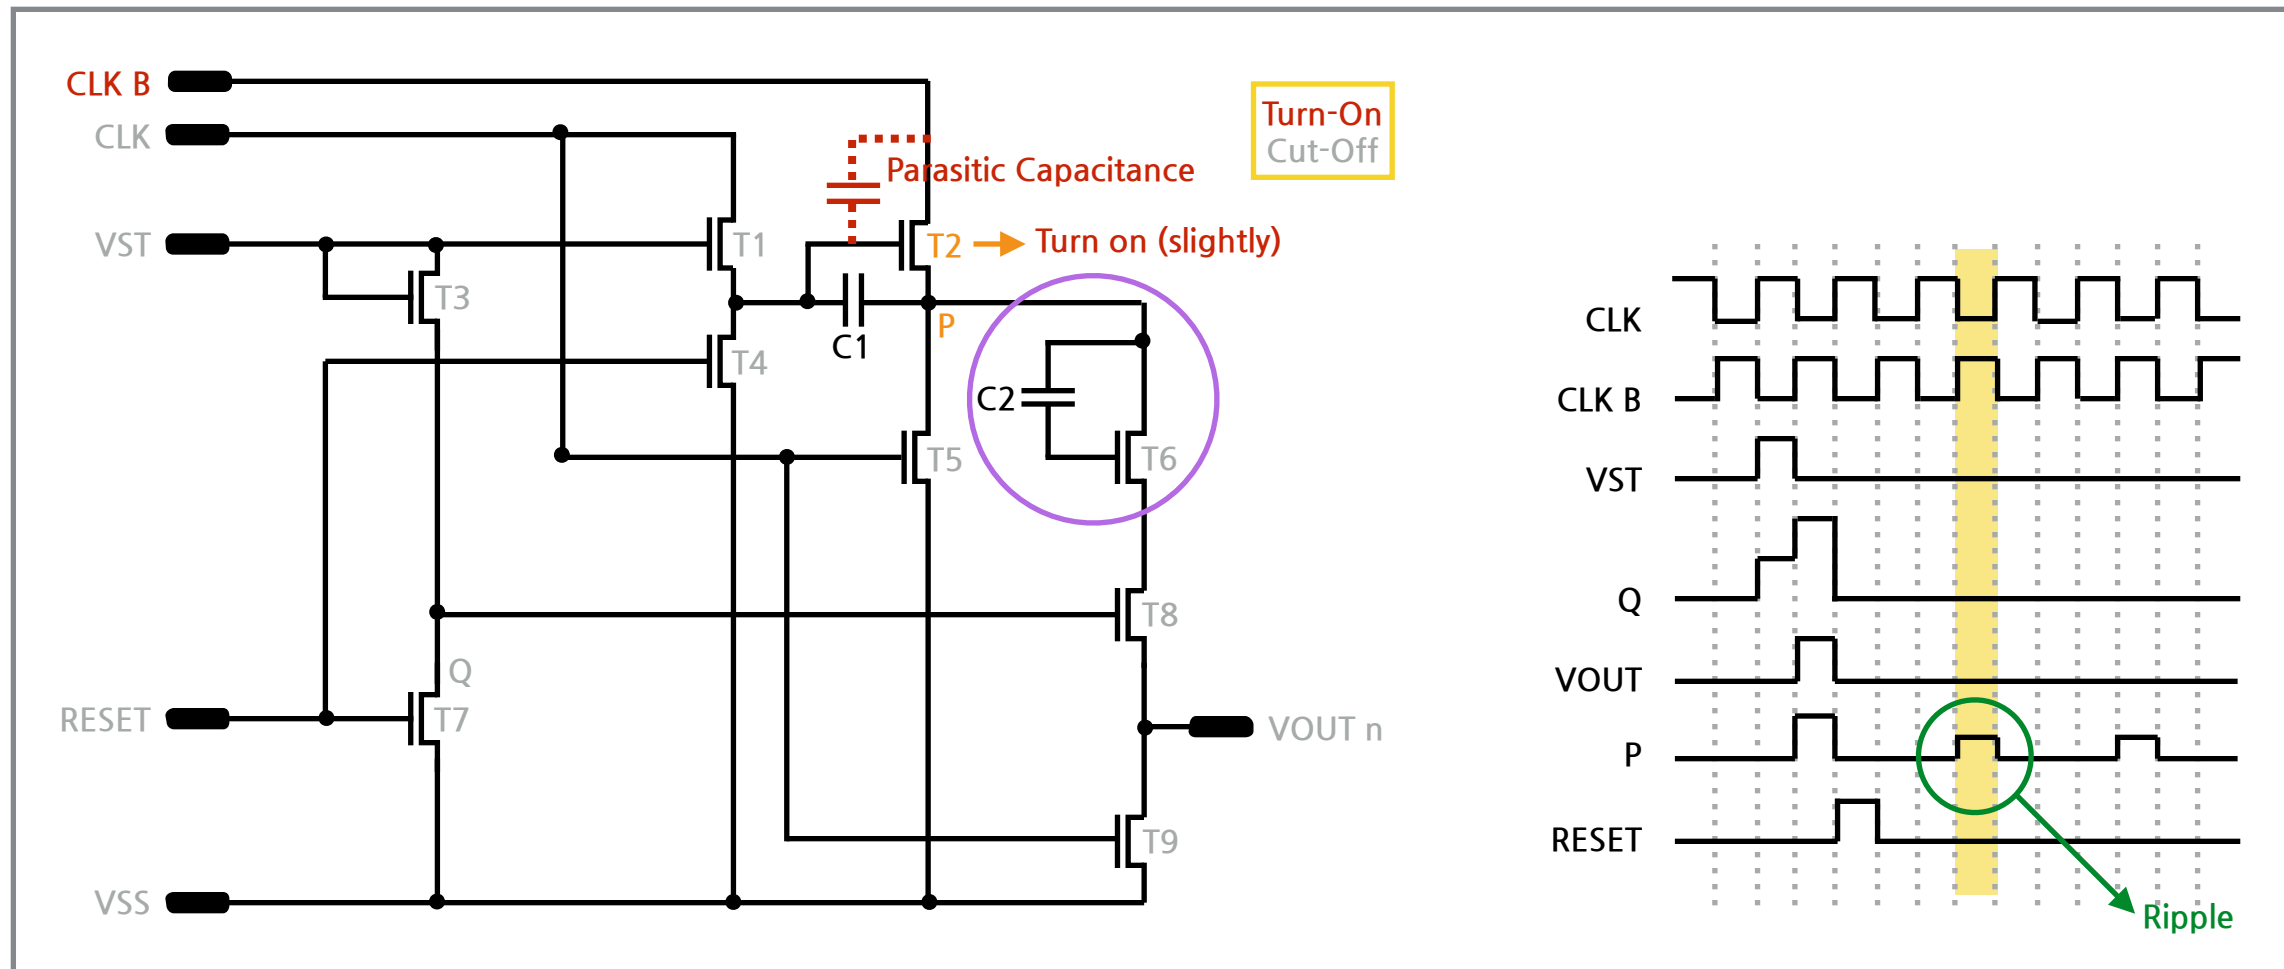 CLK B
CLK
VST
RESET
VSS
Parasitic Capacitance
T1
T2
Turn on (slightly)
T3
P
C1
T4
C2
T5
T6
T8
Q
T7
VOUT n
T9
Turn-On
Cut-Off
CLK
CLK B
VST
Q
VOUT
P
RESET
Ripple